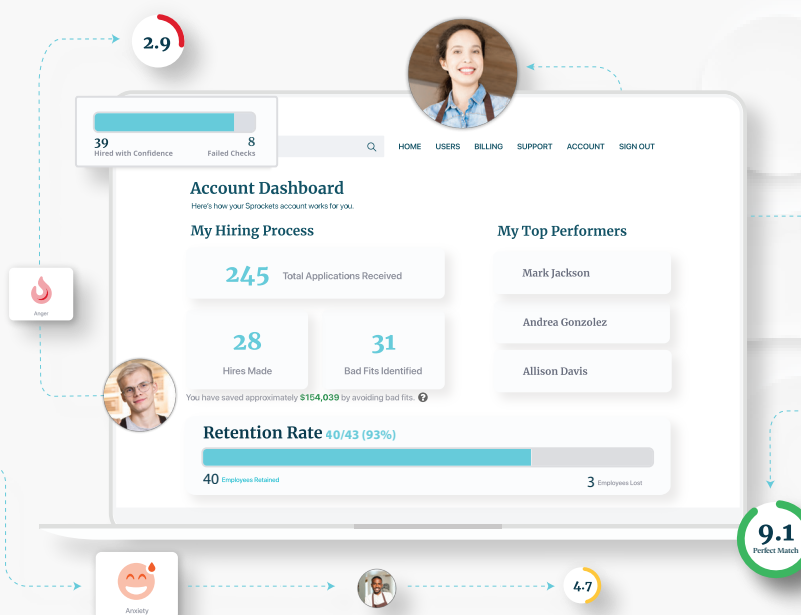 2.9
39
8
Hired with Confidence
Failed Checks
HOME USERS BILLING SUPPORT ACCOUNT SIGN OUT
Account Dashboard
Here's how your Sprockets account works for you.
My Hiring Process
My Top Performers
245 Total Applications Received
Mark Jackson
Anger
Andrea Gonzolez
28
31
Hires Made
Bad Fits Identified
Allison Davis
You have saved approximately $154,039 by avoiding bad fits. ?
Retention Rate 40/43 (93%)
40 Employees Retained
3 Employees Lost
9.1
Perfect Match
4.7
Anxiety